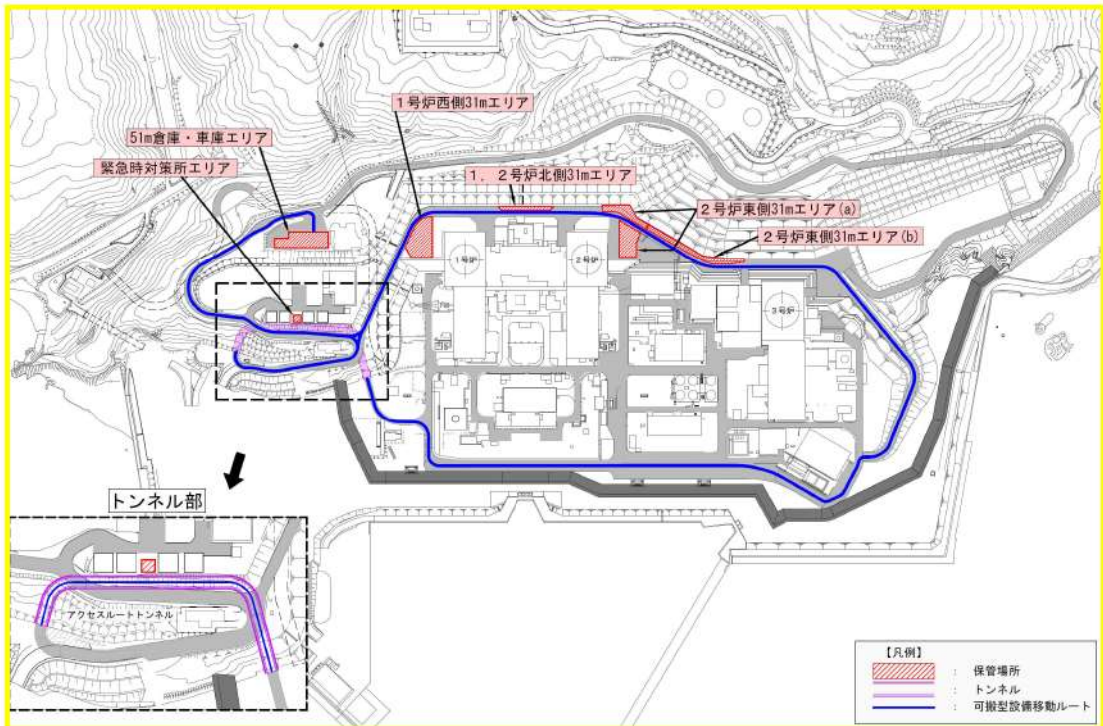 1号炉西側31mエリア
51m倉庫・車庫エリア
緊急時対策所エリア
1，2号炉北側31mエリア
2号炉東側31mエリア(a)
2号炉東側31mエリア(b)
1号炉
2号炉
3号炉
トンネル部
アクセスルートトンネル
【凡例】
： 保管場所
： トンネル
： 可搬型設備移動ルート